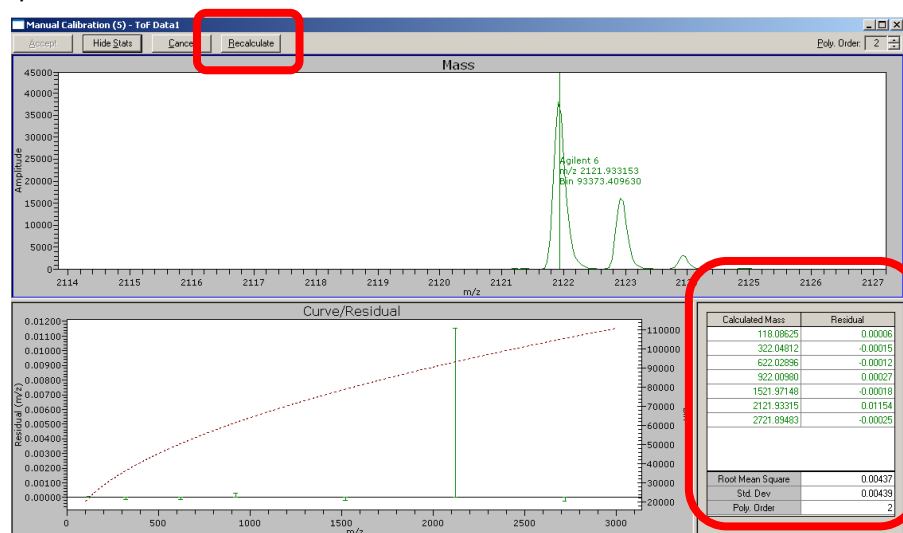 Manual Calibration (5) - ToF Data1
Accept Hide Stats Cancel Recalculate Poly. Order: 2
Mass
45000
40000
35000
30000
25000
20000
15000
10000
5000
0
Amplitude
Agilent 6
m/z 2121.933153
Bin 93373.409630
2114 2115 2116 2117 2118 2119 2120 2121 2122 2123 2125 2126 2127
m/z
Curve/Residual
0.01200
0.01100
0.01000
0.00900
0.00800
0.00700
0.00600
0.00500
0.00400
0.00300
0.00200
0.00100
0.00000
Residual (m/z)
110000
100000
90000
80000
70000
60000
50000
40000
30000
20000
0 500 1000 1500 2000 2500 3000
m/z
Calculated Mass Residual
118.08625 0.00006
322.04812 -0.00015
622.02896 -0.00012
922.00980 0.00027
1521.97148 -0.00018
2121.93315 0.01154
2721.89483 -0.00025
Root Mean Square 0.00437
Std. Dev 0.00439
Poly. Order 2